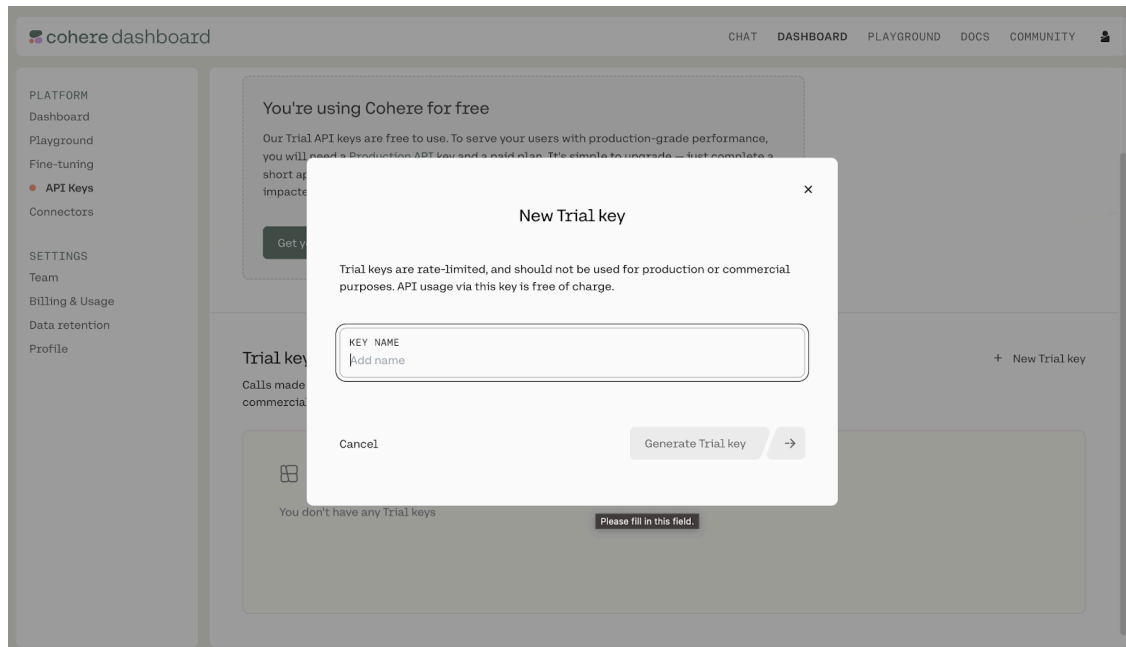 cohere dashboard
CHAT DASHBOARD PLAYGROUND DOCS COMMUNITY
PLATFORM
Dashboard
Playground
Fine-tuning
API Keys
Connectors
SETTINGS
Team
Billing & Usage
Data retention
Profile
You're using Cohere for free
Our Trial API keys are free to use. To serve your users with production-grade performance,
you will need a Production API key and a paid plan. It's simple to upgrade — just complete a
short
Get
New Trial key
Trial keys are rate-limited, and should not be used for production or commercial
purposes. API usage via this key is free of charge.
KEY NAME
Add name
Cancel
Generate Trial key →
Trial
+ New Trial key
Calls made
You don't have any Trial keys
Please fill in this field.